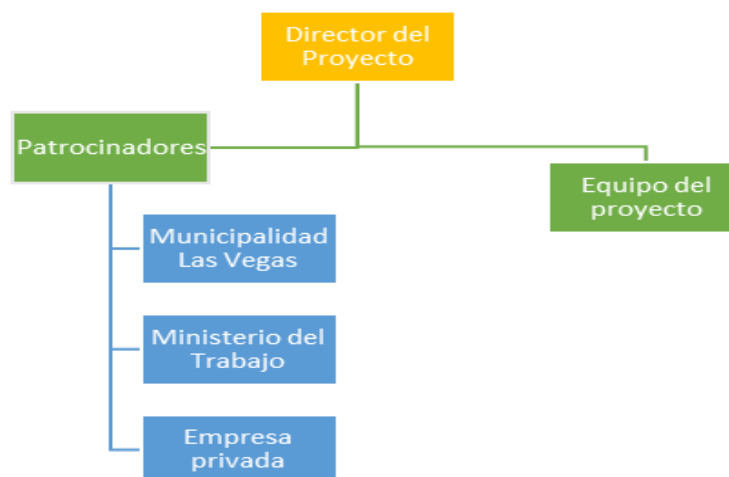 Director del
Proyecto
Patrocinadores
Equipo del
proyecto
Municipalidad
Las Vegas
Ministerio del
Trabajo
Empresa
privada